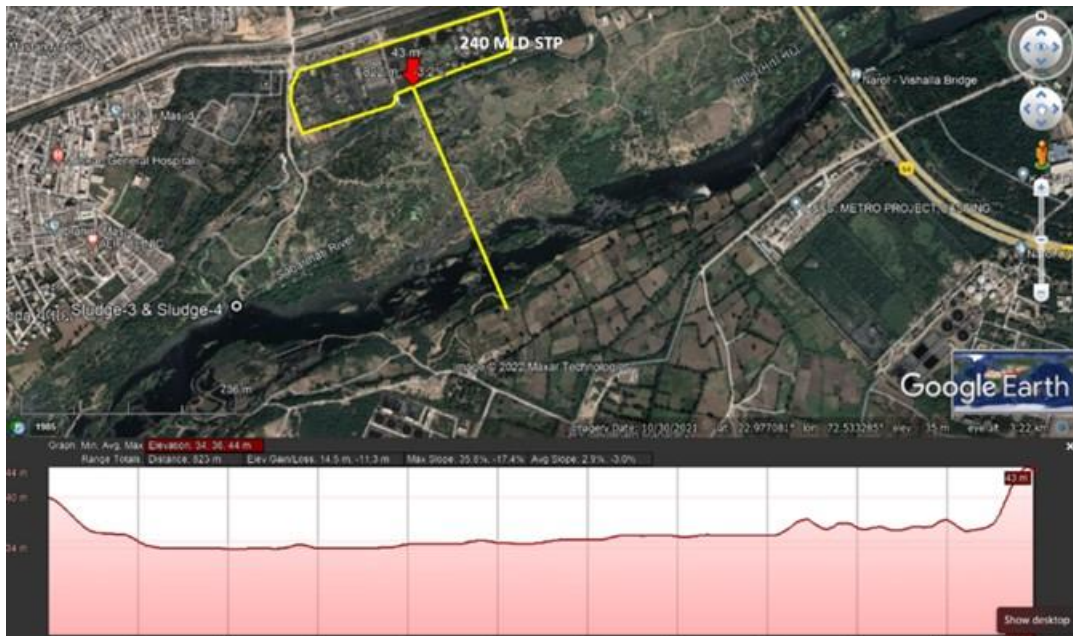 240 MLD STP
43 m
Narol - Vishalla Bridge
General Hospital
METRO PROJECT
Sabarmati River
Sludge-3 & Sludge-4
736 m
© 2022 Maxar Technologies
Google Earth
1985
Imagery Date: 10/30/2021 lat 22.977081° lon 72.533285° elev 35 m eye alt 3.22 km
Graph: Min, Avg, Max Elevation: 34, 36, 44 m
Range Totals: Distance: 823 m Elev Gain/Loss: 14.5 m, -11.3 m Max Slope: 35.8%, -17.4% Avg Slope: 2.9%, -3.0%
44 m
43 m
40 m
34 m
Show desktop